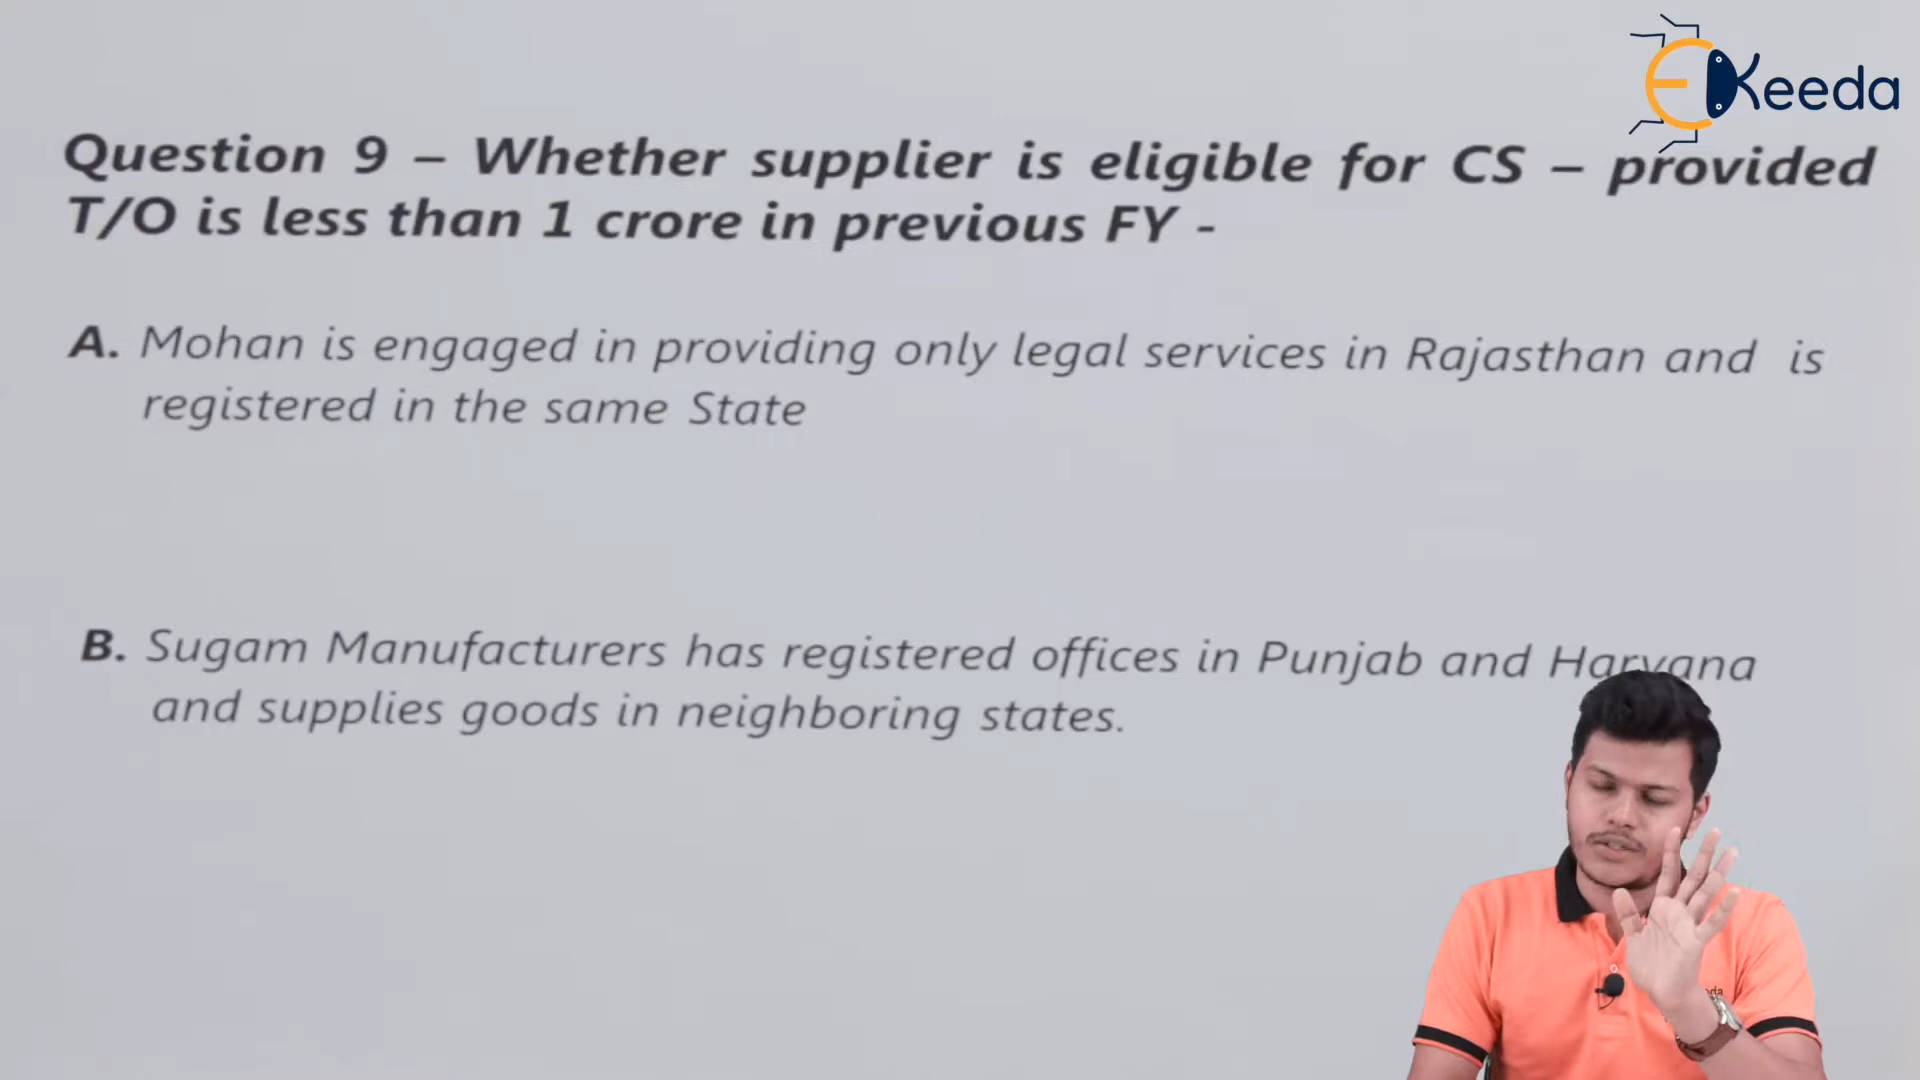 EKeeda
Question 9 – Whether supplier is eligible for CS – provided
T/O is less than 1 crore in previous FY -
A. Mohan is engaged in providing only legal services in Rajasthan and is
registered in the same State
B. Sugam Manufacturers has registered offices in Punjab and Haryana
and supplies goods in neighboring states.